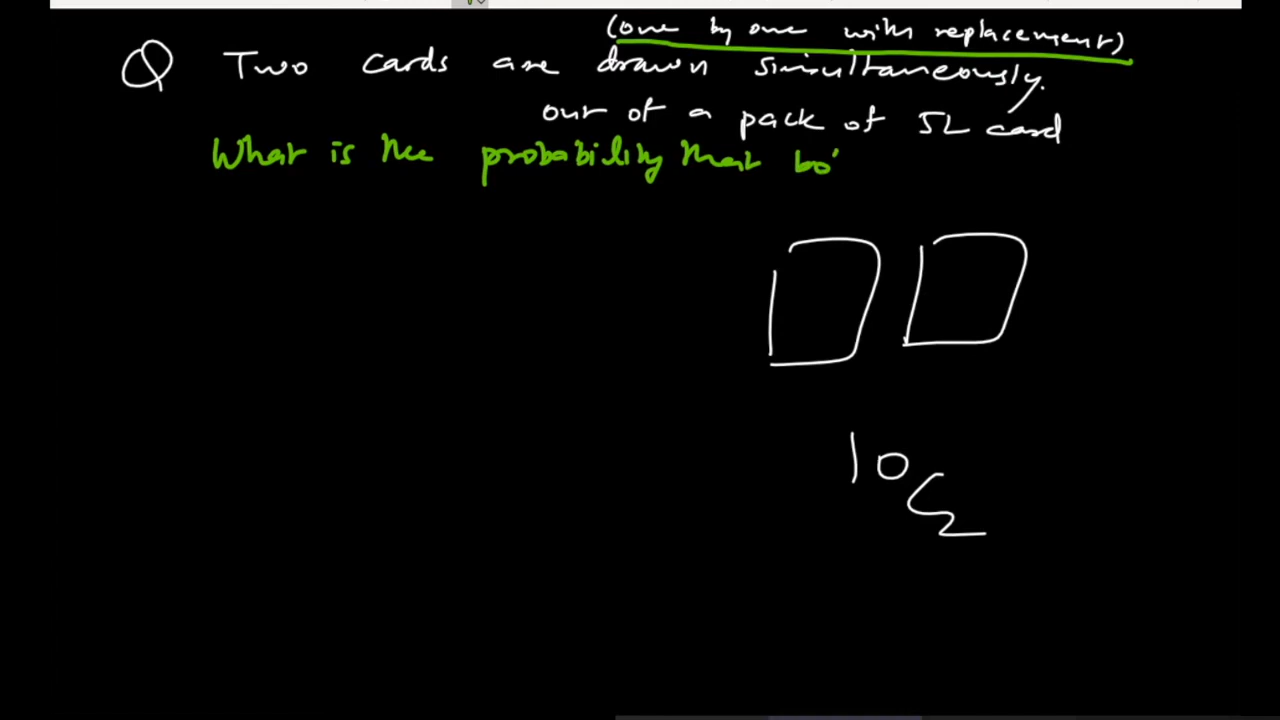 (one by one with replacement)
Q Two cards are drawn simultaneously.
out of a pack of 52 card
What is the probability that bo
10C2